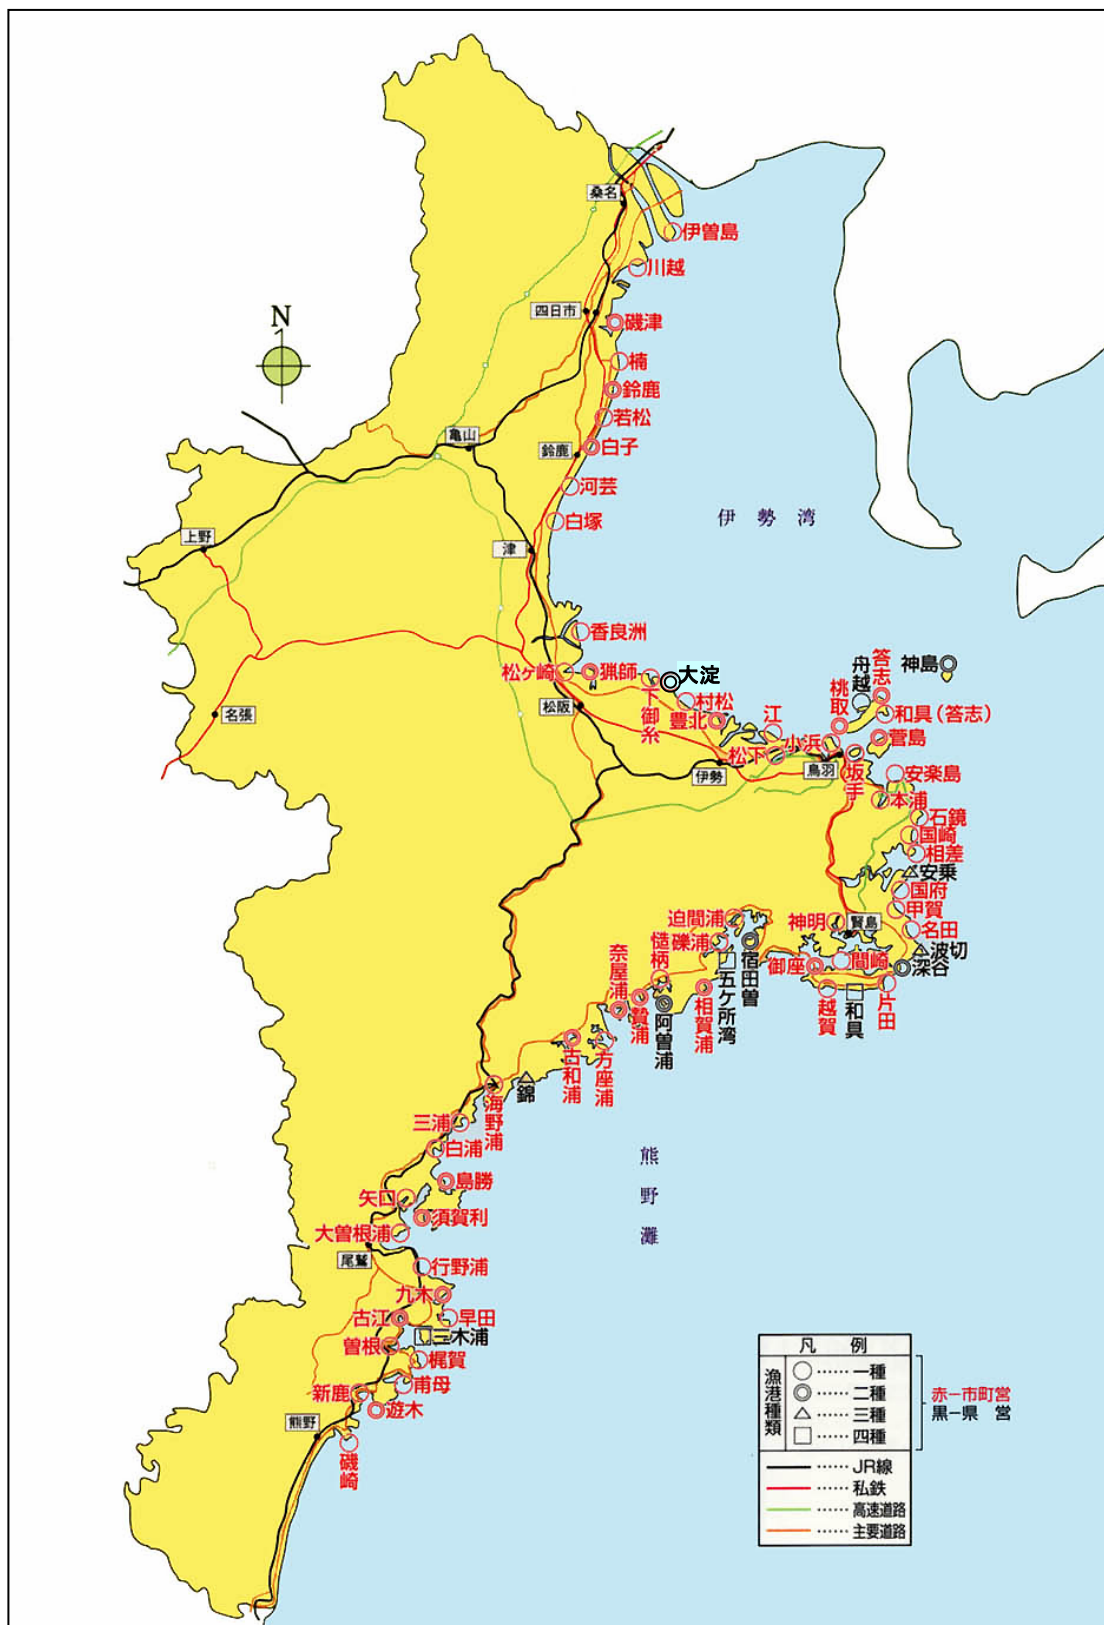 桑名
伊曽島
川越
四日市
磯津
N
楠
鈴鹿
若松
亀山
鈴鹿
白子
河芸
伊勢湾
白塚
上野
津
香良洲
松ヶ崎
猟師
大淀
下御糸
村松
豊北
松阪
名張
江
小浜
松下
伊勢
鳥羽
桃取
舟越
答志
神島
和具(答志)
菅島
坂手
安楽島
本浦
石鏡
国崎
相差
安乗
国府
甲賀
名田
波切
深谷
神明
賢島
間崎
御座
越賀
和具
片田
迫間浦
礫浦
宿田曽
五ケ所湾
相賀浦
慥柄
阿曽浦
贄浦
奈屋浦
方座浦
古和浦
錦
海野浦
三浦
白浦
島勝
矢口
須賀利
大曽根浦
尾鷲
行野浦
九木
早田
古江
三木浦
曽根
梶賀
甫母
新鹿
遊木
熊野
磯崎
熊野灘
凡例
漁港種類
……一種
……二種
……三種
……四種
赤－市町営
黒－県 営
……JR線
……私鉄
……高速道路
……主要道路